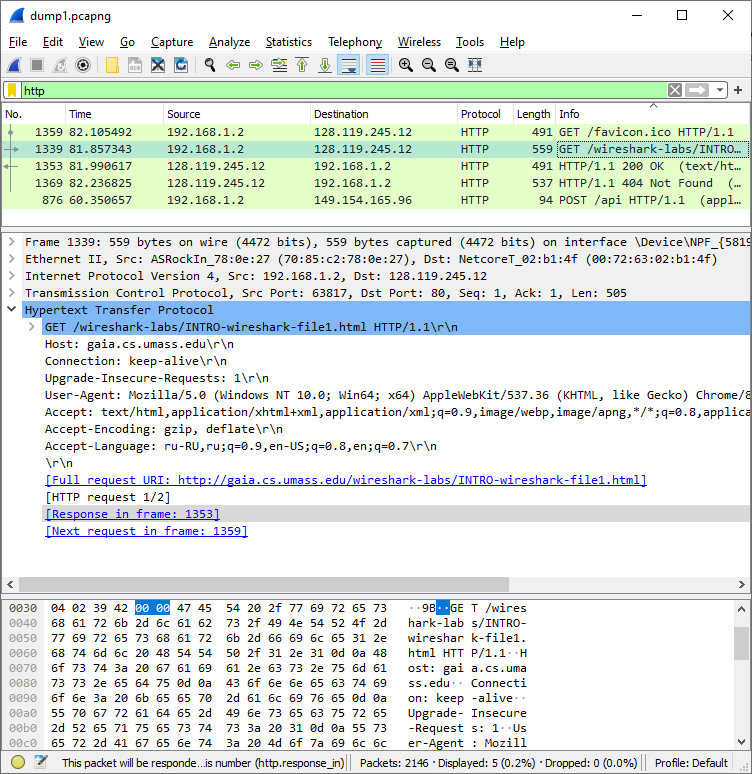 dump1.pcapng
File Edit View Go Capture Analyze Statistics Telephony Wireless Tools Help
http
No. Time Source Destination Protocol Length Info
1359 82.105492 192.168.1.2 128.119.245.12 HTTP 491 GET /favicon.ico HTTP/1.1
1339 81.857343 192.168.1.2 128.119.245.12 HTTP 559 GET /wireshark-labs/INTRO…
1353 81.990617 128.119.245.12 192.168.1.2 HTTP 491 HTTP/1.1 200 OK (text/ht…
1369 82.236825 128.119.245.12 192.168.1.2 HTTP 537 HTTP/1.1 404 Not Found (…
876 60.350657 192.168.1.2 149.154.165.96 HTTP 94 POST /api HTTP/1.1 (appl…
Frame 1339: 559 bytes on wire (4472 bits), 559 bytes captured (4472 bits) on interface \Device\NPF_{5819
Ethernet II, Src: ASRockIn_78:0e:27 (70:85:c2:78:0e:27), Dst: NetcoreT_02:b1:4f (00:72:63:02:b1:4f)
Internet Protocol Version 4, Src: 192.168.1.2, Dst: 128.119.245.12
Transmission Control Protocol, Src Port: 63817, Dst Port: 80, Seq: 1, Ack: 1, Len: 505
Hypertext Transfer Protocol
GET /wireshark-labs/INTRO-wireshark-file1.html HTTP/1.1\r\n
Host: gaia.cs.umass.edu\r\n
Connection: keep-alive\r\n
Upgrade-Insecure-Requests: 1\r\n
User-Agent: Mozilla/5.0 (Windows NT 10.0; Win64; x64) AppleWebKit/537.36 (KHTML, like Gecko) Chrome/8
Accept: text/html,application/xhtml+xml,application/xml;q=0.9,image/webp,image/apng,*/*;q=0.8,applica
Accept-Encoding: gzip, deflate\r\n
Accept-Language: ru-RU,ru;q=0.9,en-US;q=0.8,en;q=0.7\r\n
\r\n
[Full request URI: http://gaia.cs.umass.edu/wireshark-labs/INTRO-wireshark-file1.html]
[HTTP request 1/2]
[Response in frame: 1353]
[Next request in frame: 1359]
0030 04 02 39 42 00 00 47 45 54 20 2f 77 69 72 65 73 ··9B··GE T /wires
0040 68 61 72 6b 2d 6c 61 62 73 2f 49 4e 54 52 4f 2d hark-lab s/INTRO-
0050 77 69 72 65 73 68 61 72 6b 2d 66 69 6c 65 31 2e wireshar k-file1.
0060 68 74 6d 6c 20 48 54 54 50 2f 31 2e 31 0d 0a 48 html HTT P/1.1··H
0070 6f 73 74 3a 20 67 61 69 61 2e 63 73 2e 75 6d 61 ost: gai a.cs.uma
0080 73 73 2e 65 64 75 0d 0a 43 6f 6e 6e 65 63 74 69 ss.edu·· Connecti
0090 6f 6e 3a 20 6b 65 65 70 2d 61 6c 69 76 65 0d 0a on: keep -alive··
00a0 55 70 67 72 61 64 65 2d 49 6e 73 65 63 75 72 65 Upgrade- Insecure
00b0 2d 52 65 71 75 65 73 74 73 3a 20 31 0d 0a 55 73 -Request s: 1··Us
00c0 65 72 2d 41 67 65 6e 74 3a 20 4d 6f 7a 69 6c 6c er-Agent : Mozill
This packet will be responde…is number (http.response_in) Packets: 2146 · Displayed: 5 (0.2%) · Dropped: 0 (0.0%) Profile: Default